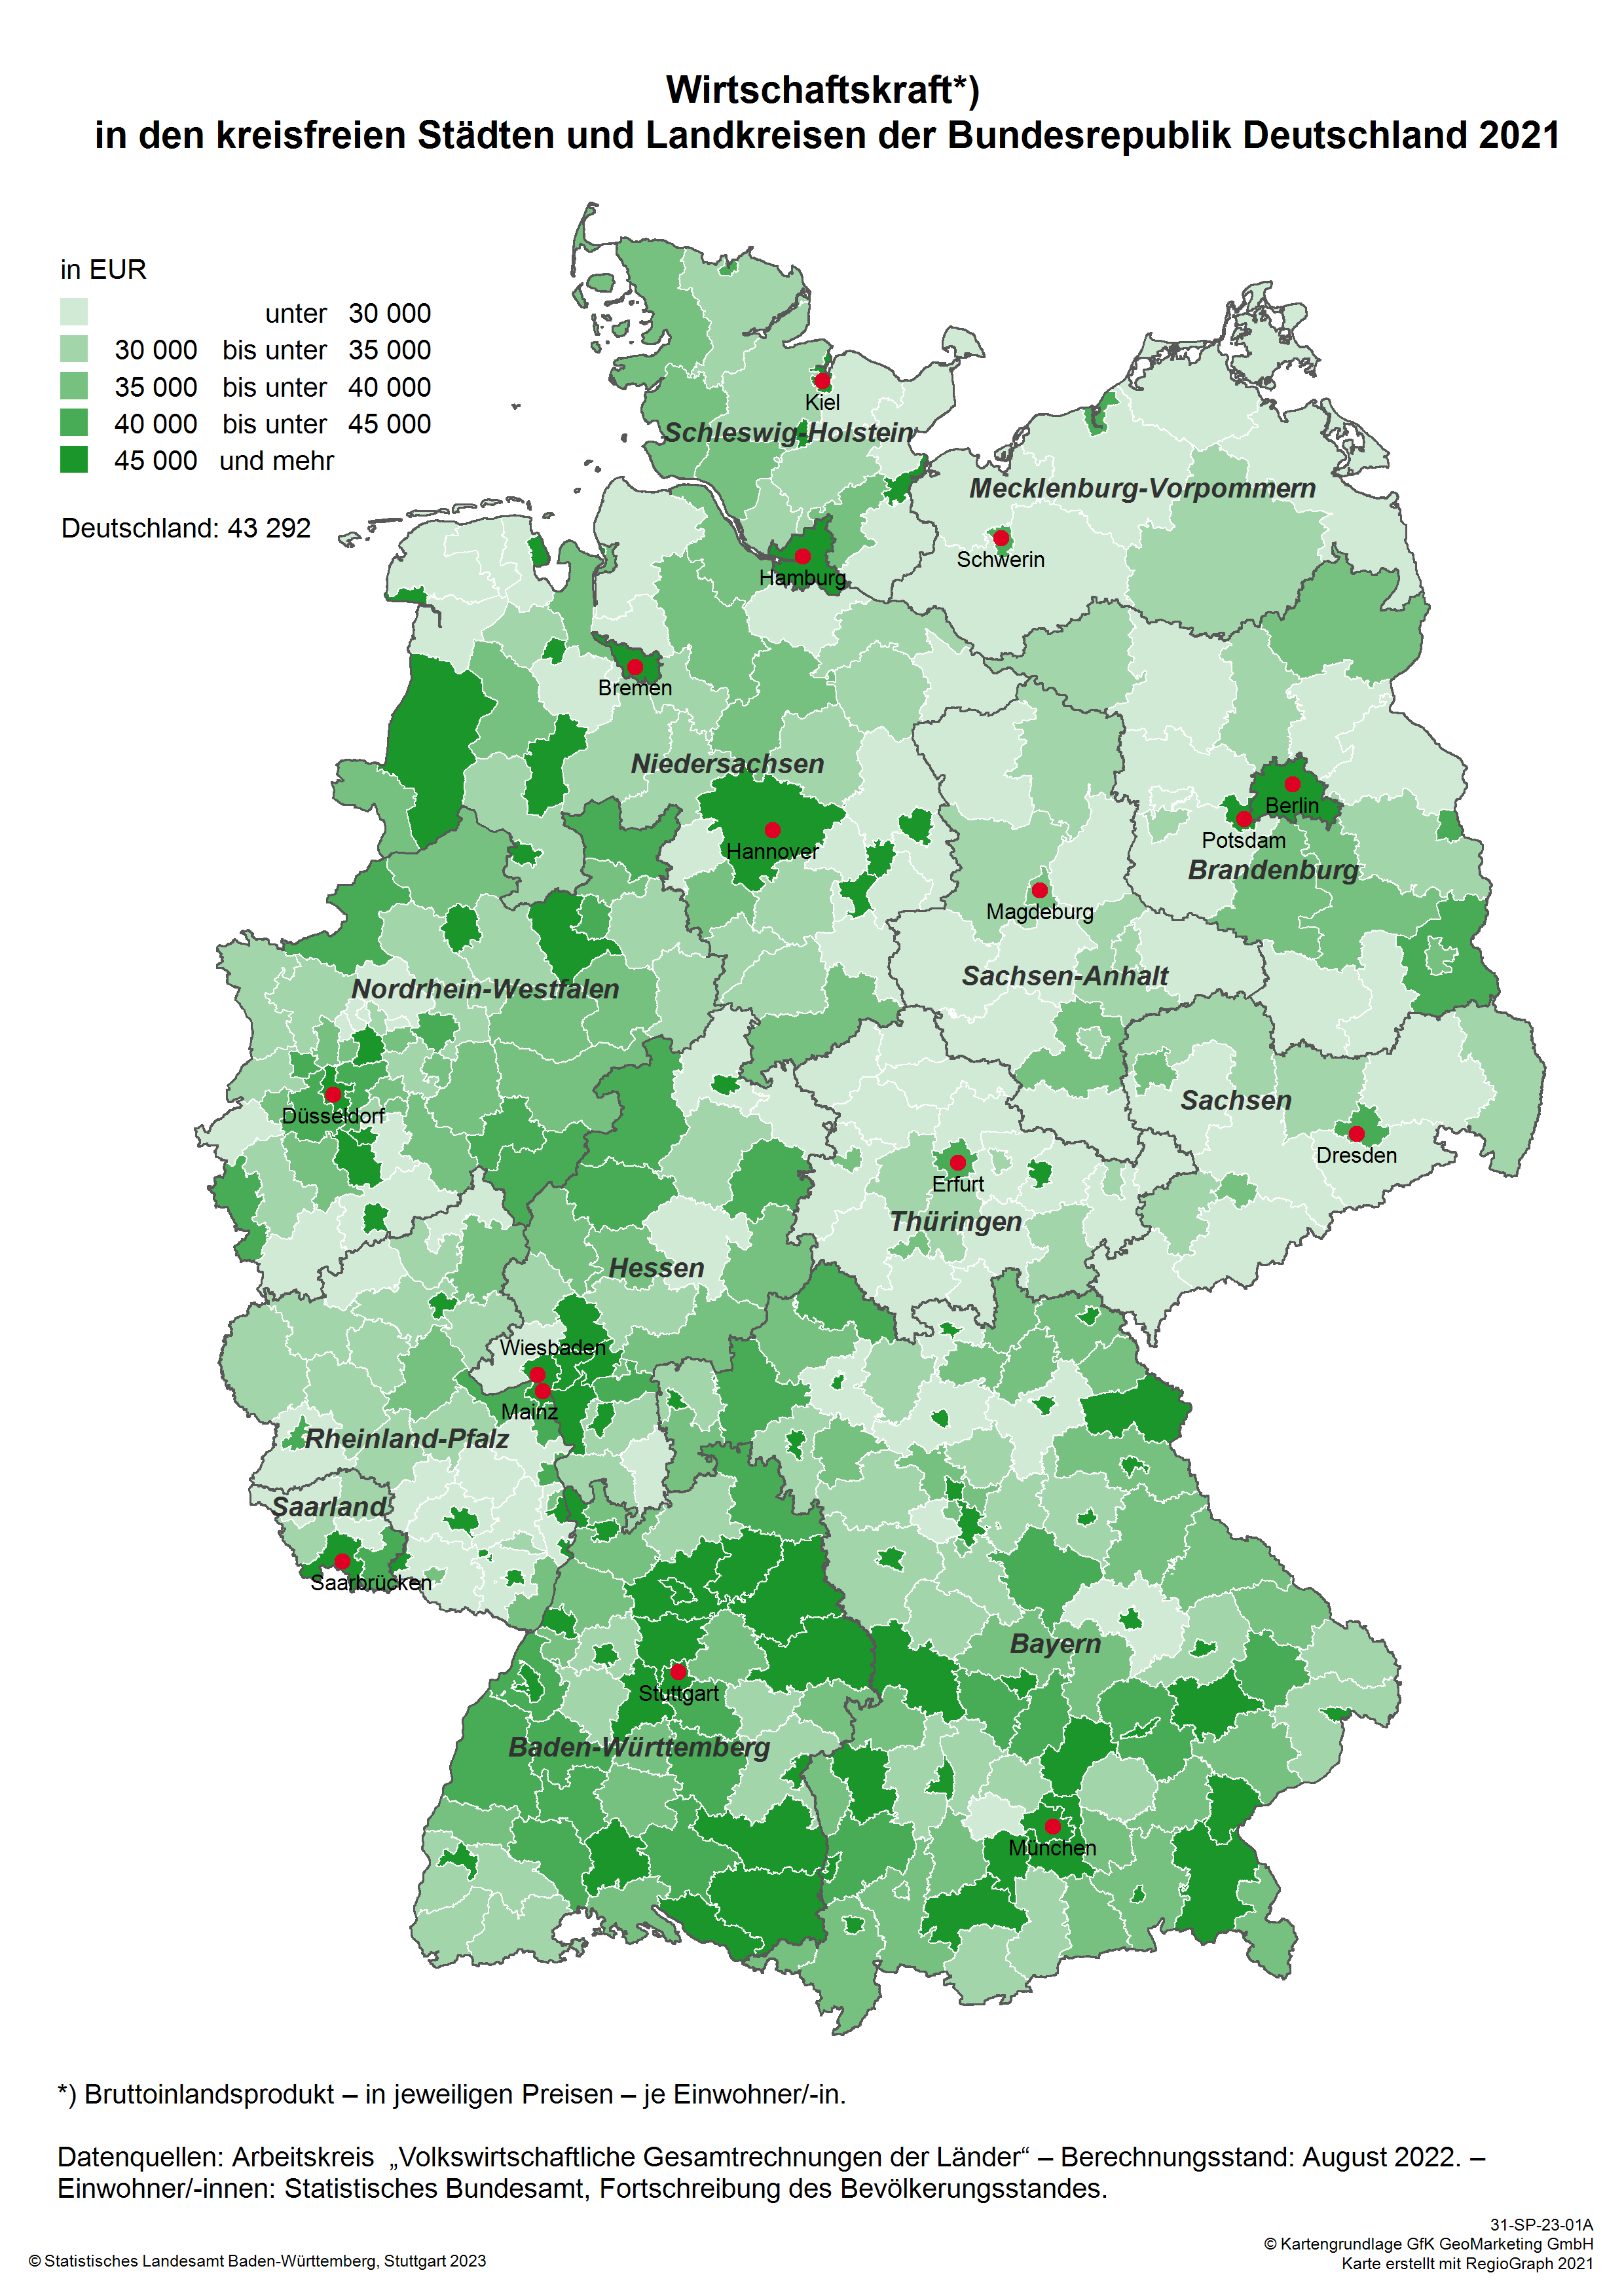 Wirtschaftskraft*)
in den kreisfreien Städten und Landkreisen der Bundesrepublik Deutschland 2021
in EUR
unter 30 000
30 000 bis unter 35 000
35 000 bis unter 40 000
40 000 bis unter 45 000
45 000 und mehr
Deutschland: 43 292
Kiel
Schleswig-Holstein
Mecklenburg-Vorpommern
Schwerin
Hamburg
Bremen
Niedersachsen
Berlin
Potsdam
Hannover
Brandenburg
Magdeburg
Sachsen-Anhalt
Nordrhein-Westfalen
Sachsen
Düsseldorf
Dresden
Erfurt
Thüringen
Hessen
Wiesbaden
Mainz
Rheinland-Pfalz
Saarland
Saarbrücken
Bayern
Stuttgart
Baden-Württemberg
München
*) Bruttoinlandsprodukt – in jeweiligen Preisen – je Einwohner/-in.
Datenquellen: Arbeitskreis „Volkswirtschaftliche Gesamtrechnungen der Länder“ – Berechnungsstand: August 2022. –
Einwohner/-innen: Statistisches Bundesamt, Fortschreibung des Bevölkerungsstandes.
31-SP-23-01A
© Kartengrundlage GfK GeoMarketing GmbH
© Statistisches Landesamt Baden-Württemberg, Stuttgart 2023
Karte erstellt mit RegioGraph 2021